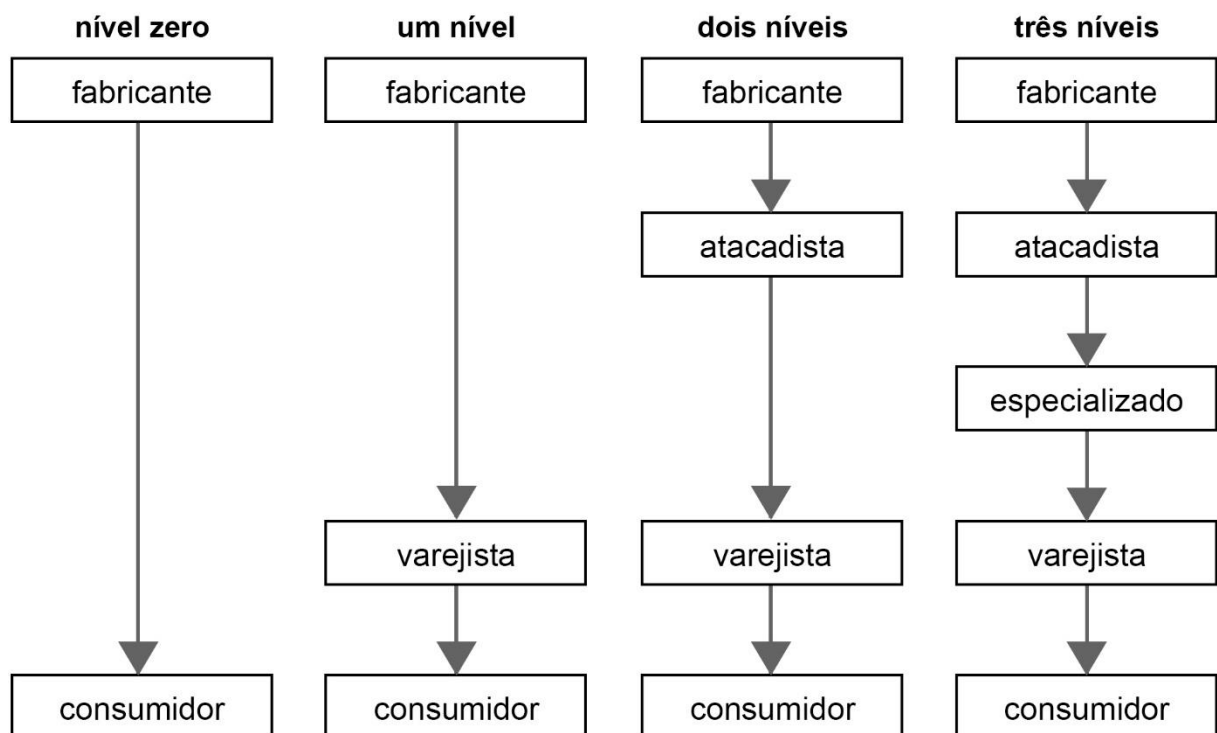 nível zero
um nível
dois níveis
três níveis
fabricante
fabricante
fabricante
fabricante
atacadista
atacadista
especializado
varejista
varejista
varejista
consumidor
consumidor
consumidor
consumidor